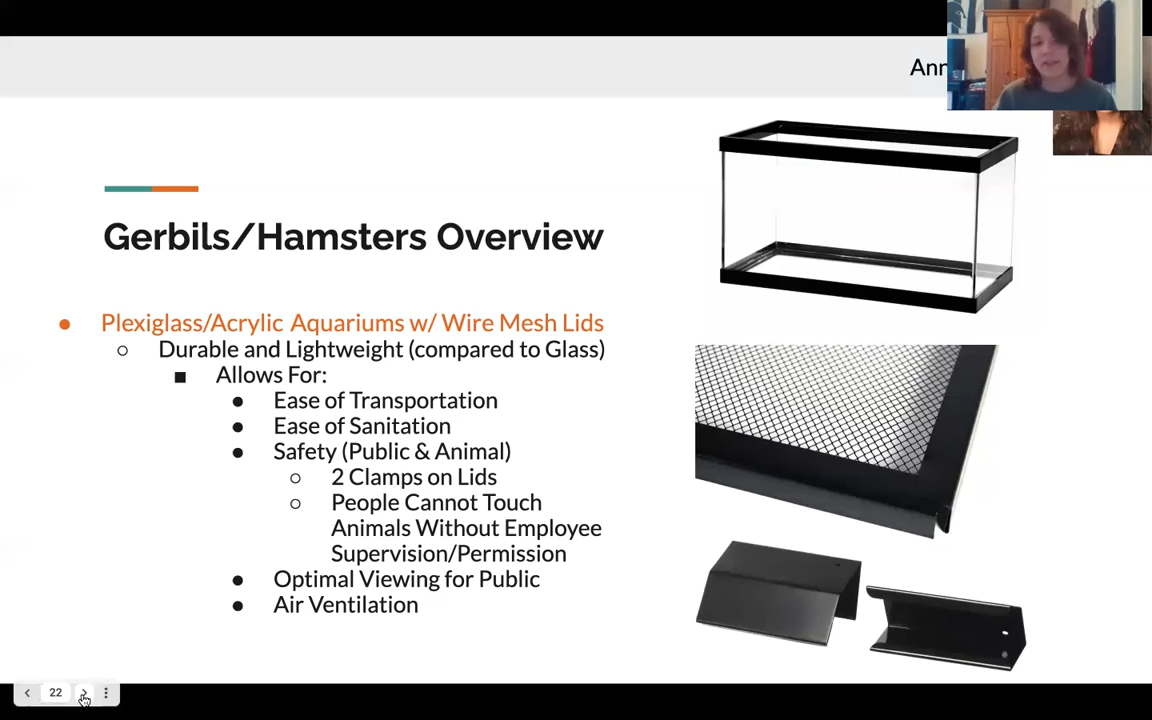 Gerbils/Hamsters Overview
● Plexiglass/Acrylic Aquariums w/ Wire Mesh Lids
○ Durable and Lightweight (compared to Glass)
■ Allows For:
● Ease of Transportation
● Ease of Sanitation
● Safety (Public & Animal)
○ 2 Clamps on Lids
○ People Cannot Touch
Animals Without Employee
Supervision/Permission
● Optimal Viewing for Public
● Air Ventilation
22